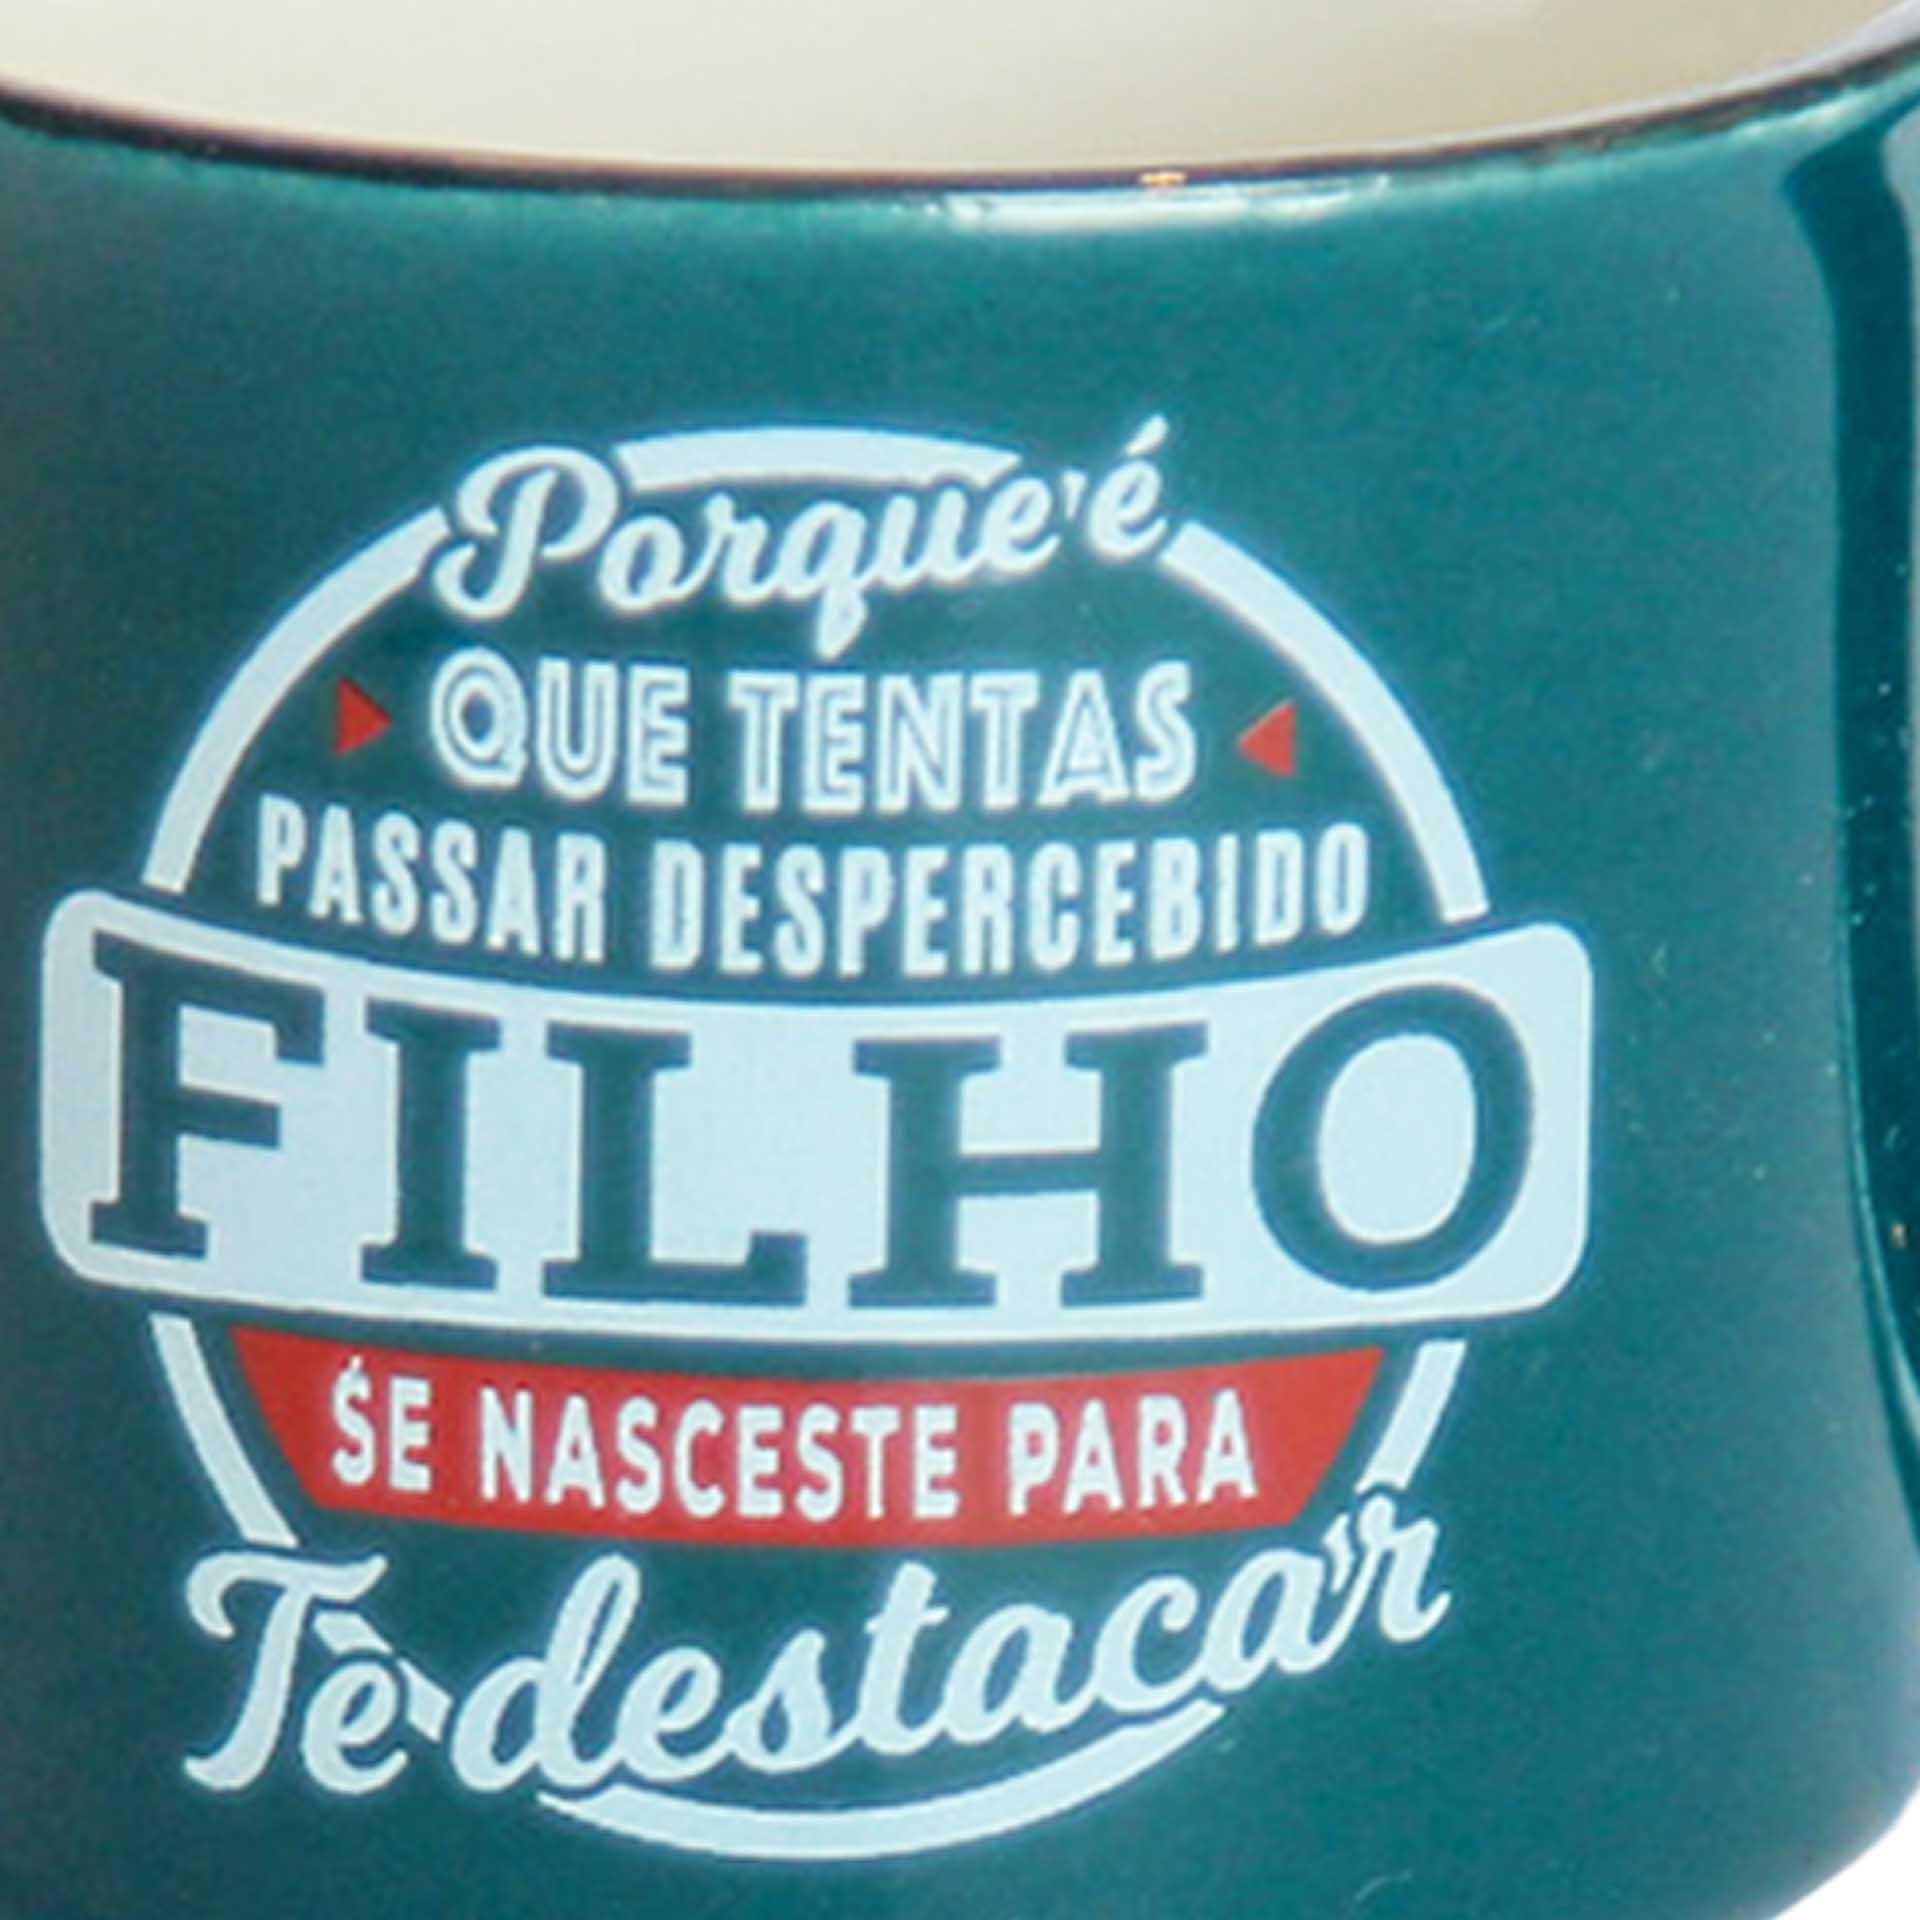 Porque é
QUE TENTAS
PASSAR DESPERCEBIDO
FILHO
SE NASCESTE PARA
Te destacar